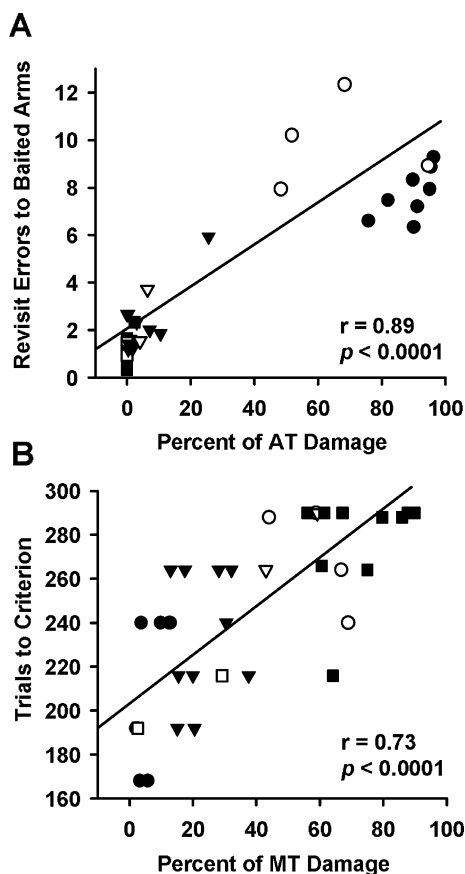 A
Revisit Errors to Baited Arms
12
10
8
6
4
2
0
r = 0.89
p < 0.0001
0 20 40 60 80 100
Percent of AT Damage
B
Trials to Criterion
300
280
260
240
220
200
180
160
r = 0.73
p < 0.0001
0 20 40 60 80 100
Percent of MT Damage